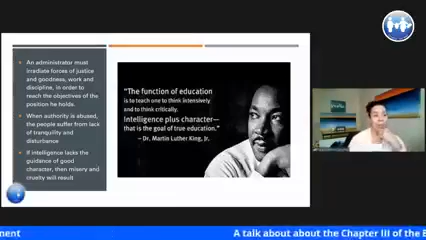 An administrator must
irradiate forces of justice
and goodness, work and
discipline, in order to
reach the objectives of the
position he holds.
When authority is abused,
the people suffer from lack
of tranquility and
disturbance
If intelligence lacks the
guidance of good
character, then misery and
cruelty will result
"The function of education
is to teach one to think intensively
and to think critically.
Intelligence plus character—
that is the goal of true education."
– Dr. Martin Luther King, Jr.
nment
A talk about about the Chapter III of the E